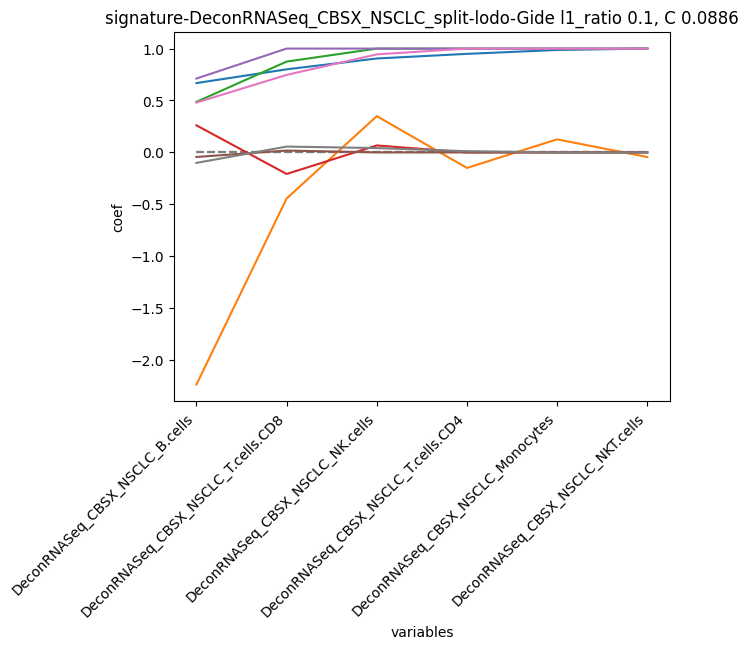 signature-DeconRNASeq_CBSX_NSCLC_split-lodo-Gide l1_ratio 0.1, C 0.0886
1.0
0.5
0.0
−0.5
−1.0
−1.5
−2.0
coef
DeconRNASeq_CBSX_NSCLC_B.cells
DeconRNASeq_CBSX_NSCLC_T.cells.CD8
DeconRNASeq_CBSX_NSCLC_NK.cells
DeconRNASeq_CBSX_NSCLC_T.cells.CD4
DeconRNASeq_CBSX_NSCLC_Monocytes
DeconRNASeq_CBSX_NSCLC_NKT.cells
variables